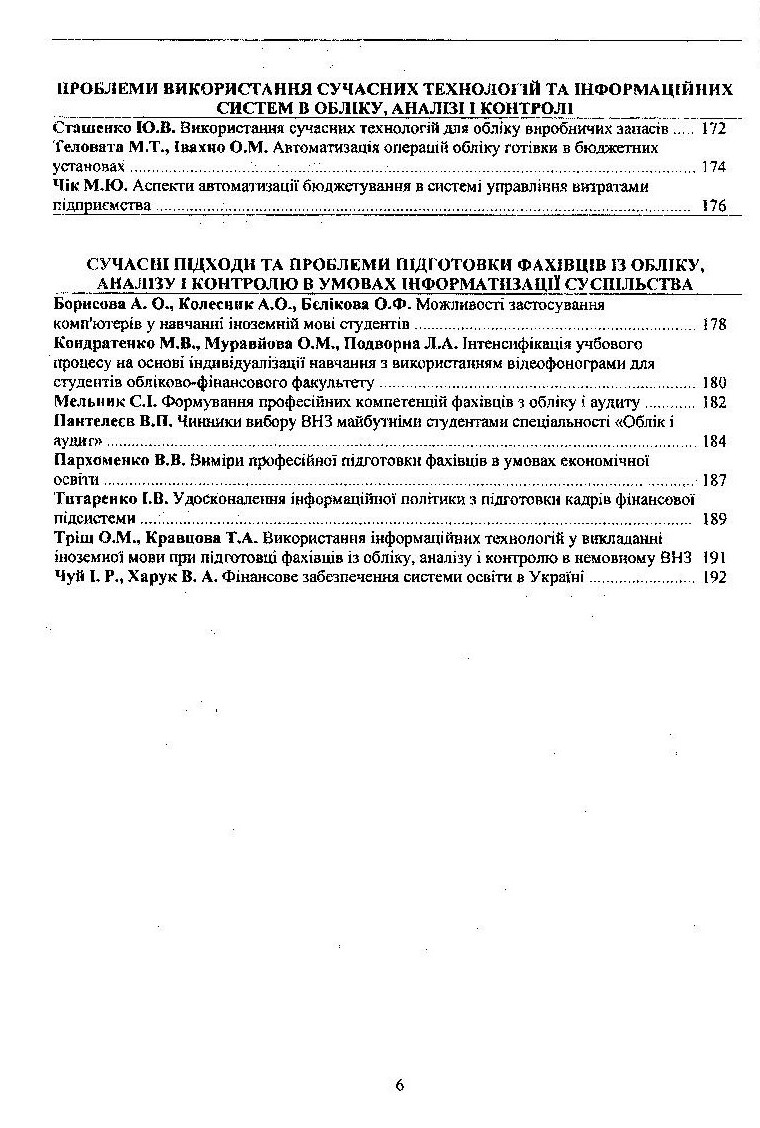 ПРОБЛЕМИ ВИКОРИСТАННЯ СУЧАСНИХ ТЕХНОЛОГІЙ ТА ІНФОРМАЦІЙНИХ
СИСТЕМ В ОБЛІКУ, АНАЛІЗІ І КОНТРОЛІ
Сташенко Ю.В. Використання сучасних технологій для обліку виробничих запасів ..... 172
Теловата М.Т., Івахно О.М. Автоматизація операцій обліку готівки в бюджетних
установах ..... 174
Чік М.Ю. Аспекти автоматизації бюджетування в системі управління витратами
підприємства ..... 176
СУЧАСНІ ПІДХОДИ ТА ПРОБЛЕМИ ПІДГОТОВКИ ФАХІВЦІВ ІЗ ОБЛІКУ,
АНАЛІЗУ І КОНТРОЛЮ В УМОВАХ ІНФОРМАТИЗАЦІЇ СУСПІЛЬСТВА
Борисова А. О., Колесник А.О., Бєлікова О.Ф. Можливості застосування
комп'ютерів у навчанні іноземній мові студентів ..... 178
Кондратенко М.В., Муравйова О.М., Подворна Л.А. Інтенсифікація учбового
процесу на основі індивідуалізації навчання з використанням відеофонограми для
студентів обліково-фінансового факультету ..... 180
Мельник С.І. Формування професійних компетенцій фахівців з обліку і аудиту ..... 182
Пантелеєв В.П. Чинники вибору ВНЗ майбутніми студентами спеціальності «Облік і
аудит» ..... 184
Пархоменко В.В. Виміри професійної підготовки фахівців в умовах економічної
освіти ..... 187
Титаренко І.В. Удосконалення інформаційної політики з підготовки кадрів фінансової
підсистеми ..... 189
Тріш О.М., Кравцова Т.А. Використання інформаційних технологій у викладанні
іноземної мови при підготовці фахівців із обліку, аналізу і контролю в немовному ВНЗ 191
Чуй І. Р., Харук В. А. Фінансове забезпечення системи освіти в Україні ..... 192
6